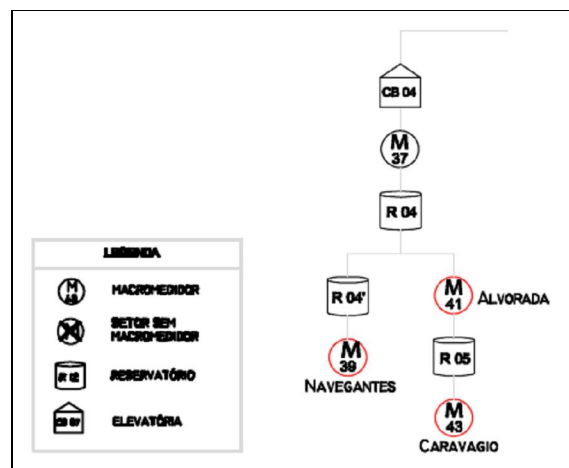 CB 04
M
37
R 04
R 04'
M
41
ALVORADA
M
39
NAVEGANTES
R 05
M
43
CARAVAGIO
LEGENDA
M
MACROMEDIDOR
SETOR SEM
MACROMEDIDOR
RESERVATÓRIO
ELEVATÓRIA